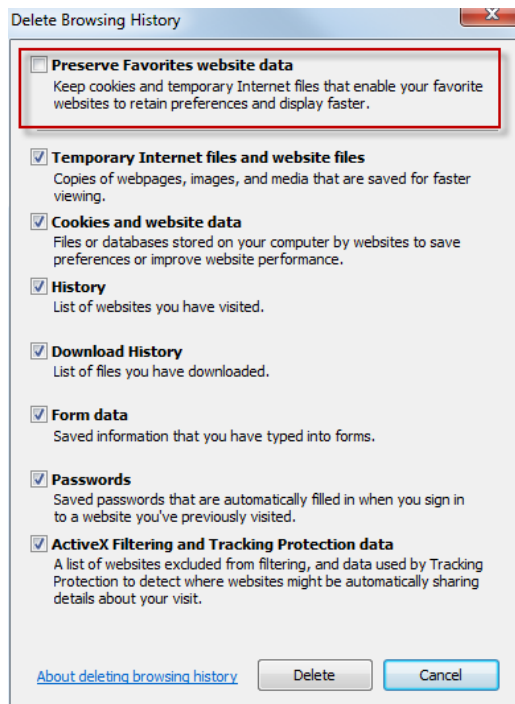 Delete Browsing History
Preserve Favorites website data
Keep cookies and temporary Internet files that enable your favorite
websites to retain preferences and display faster.
Temporary Internet files and website files
Copies of webpages, images, and media that are saved for faster
viewing.
Cookies and website data
Files or databases stored on your computer by websites to save
preferences or improve website performance.
History
List of websites you have visited.
Download History
List of files you have downloaded.
Form data
Saved information that you have typed into forms.
Passwords
Saved passwords that are automatically filled in when you sign in
to a website you've previously visited.
ActiveX Filtering and Tracking Protection data
A list of websites excluded from filtering, and data used by Tracking
Protection to detect where websites might be automatically sharing
details about your visit.
About deleting browsing history Delete Cancel